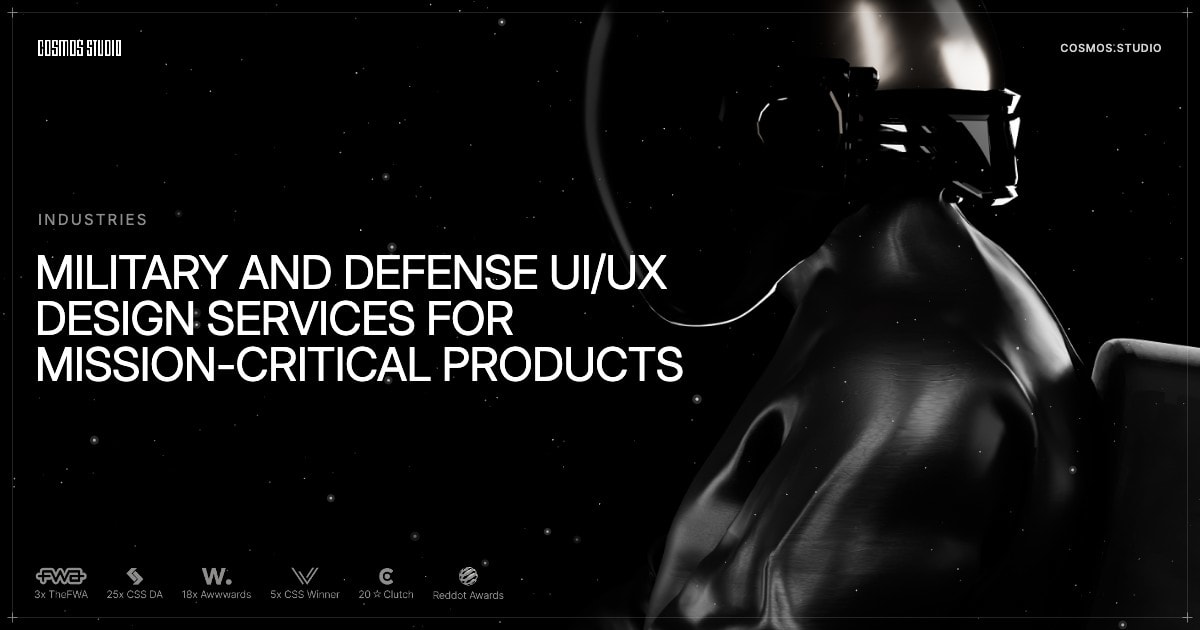 COSMOS STUDIO
COSMOS.STUDIO
INDUSTRIES
MILITARY AND DEFENSE UI/UX
DESIGN SERVICES FOR
MISSION-CRITICAL PRODUCTS
FWA
W.
3x TheFWA
25x CSS DA
18x Awwwards
5x CSS Winner
20 ☆ Clutch
Reddot Awards